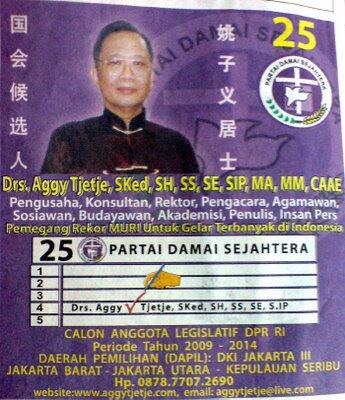 国会候选人
姚子义居士
25
PARTAI DAMAI SEJAHTERA
Drs. Aggy Tjetje, SKed, SH, SS, SE, SIP, MA, MM, CAAE
Pengusaha, Konsultan, Rektor, Pengacara, Agamawan,
Sosiawan, Budayawan, Akademisi, Penulis, Insan Pers
Pemegang Rekor MURI Untuk Gelar Terbanyak di Indonesia
25 PARTAI DAMAI SEJAHTERA
1
2
3
4 Drs. Aggy Tjetje, SKed, SH, SS, SE, S.IP
5
CALON ANGGOTA LEGISLATIF DPR RI
Periode Tahun 2009 - 2014
DAERAH PEMILIHAN (DAPIL): DKI JAKARTA III
JAKARTA BARAT - JAKARTA UTARA - KEPULAUAN SERIBU
Hp. 0878.7707.2690
website:www.aggytjetje.com, email: aggytjetje@live.com